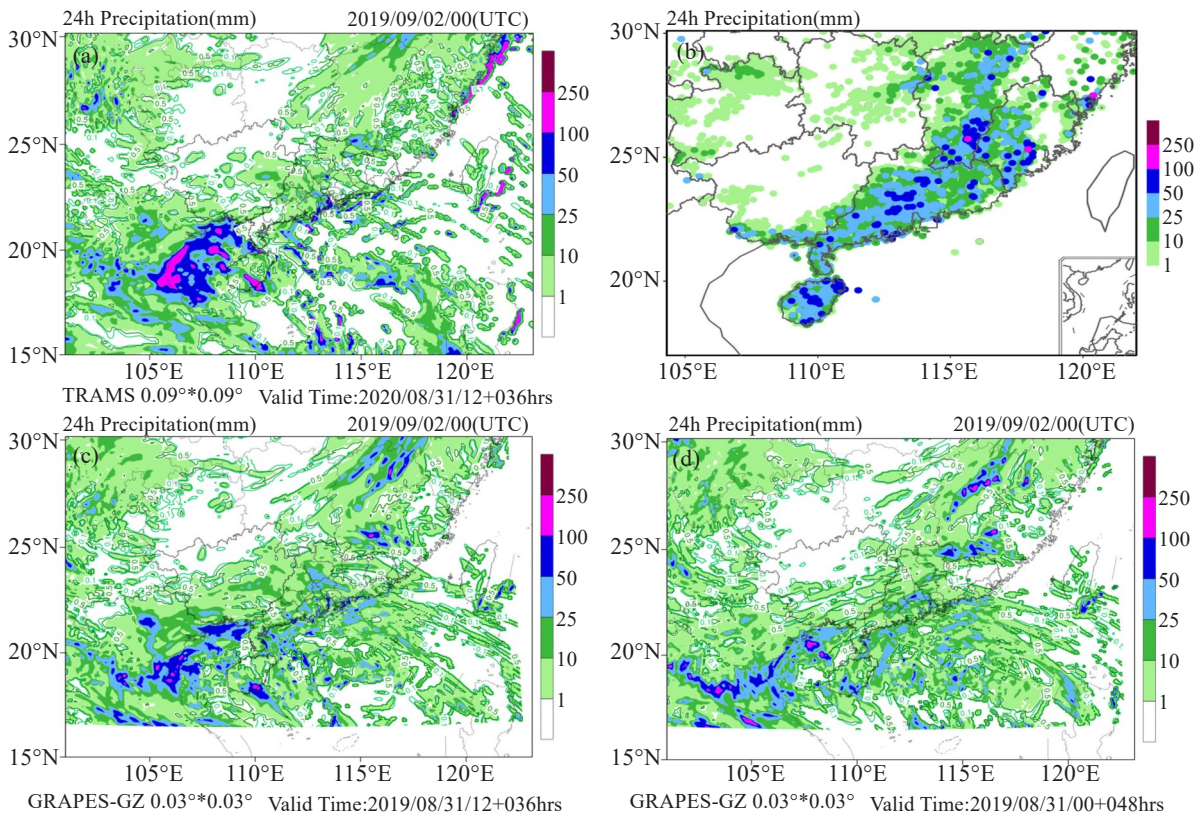 24h Precipitation(mm) 2019/09/02/00(UTC)
(a)
30°N
25°N
20°N
15°N
105°E 110°E 115°E 120°E
250
100
50
25
10
1
TRAMS 0.09°*0.09° Valid Time:2020/08/31/12+036hrs
24h Precipitation(mm)
(b)
30°N
25°N
20°N
105°E 110°E 115°E 120°E
250
100
50
25
10
1
24h Precipitation(mm) 2019/09/02/00(UTC)
(c)
30°N
25°N
20°N
15°N
105°E 110°E 115°E 120°E
250
100
50
25
10
1
GRAPES-GZ 0.03°*0.03° Valid Time:2019/08/31/12+036hrs
24h Precipitation(mm) 2019/09/02/00(UTC)
(d)
30°N
25°N
20°N
15°N
105°E 110°E 115°E 120°E
250
100
50
25
10
1
GRAPES-GZ 0.03°*0.03° Valid Time:2019/08/31/00+048hrs